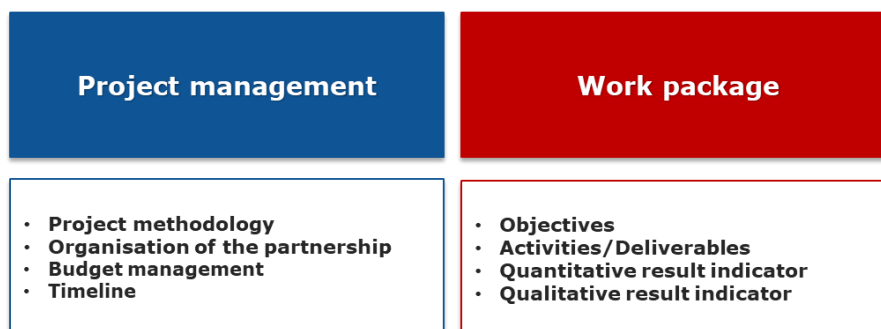 Project management
Work package
• Project methodology
• Organisation of the partnership
• Budget management
• Timeline
• Objectives
• Activities/Deliverables
• Quantitative result indicator
• Qualitative result indicator